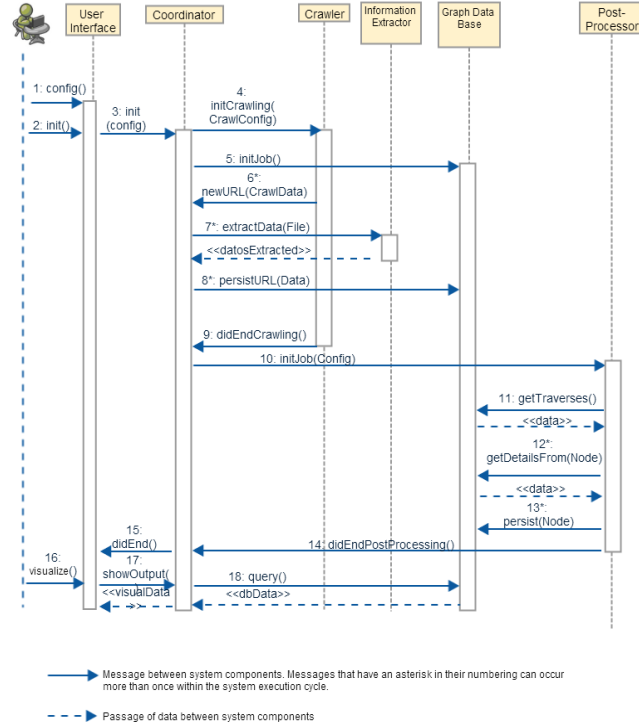 User
Interface
Coordinator
Crawler
Information
Extractor
Graph Data
Base
Post-
Processor
1: config()
2: init()
3: init
(config)
4:
initCrawling(
CrawlConfig)
5: initJob()
6*:
newURL(CrawlData)
7*: extractData(File)
<<datosExtracted>>
8*: persistURL(Data)
9: didEndCrawling()
10: initJob(Config)
11: getTraverses()
<<data>>
12*:
getDetailsFrom(Node)
<<data>>
13*:
persist(Node)
14: didEndPostProcessing()
15:
didEnd()
16:
visualize()
17:
showOutput(
)
<<visualData
>>
18: query()
<<dbData>>
Message between system components. Messages that have an asterisk in their numbering can occur
more than once within the system execution cycle.
Passage of data between system components